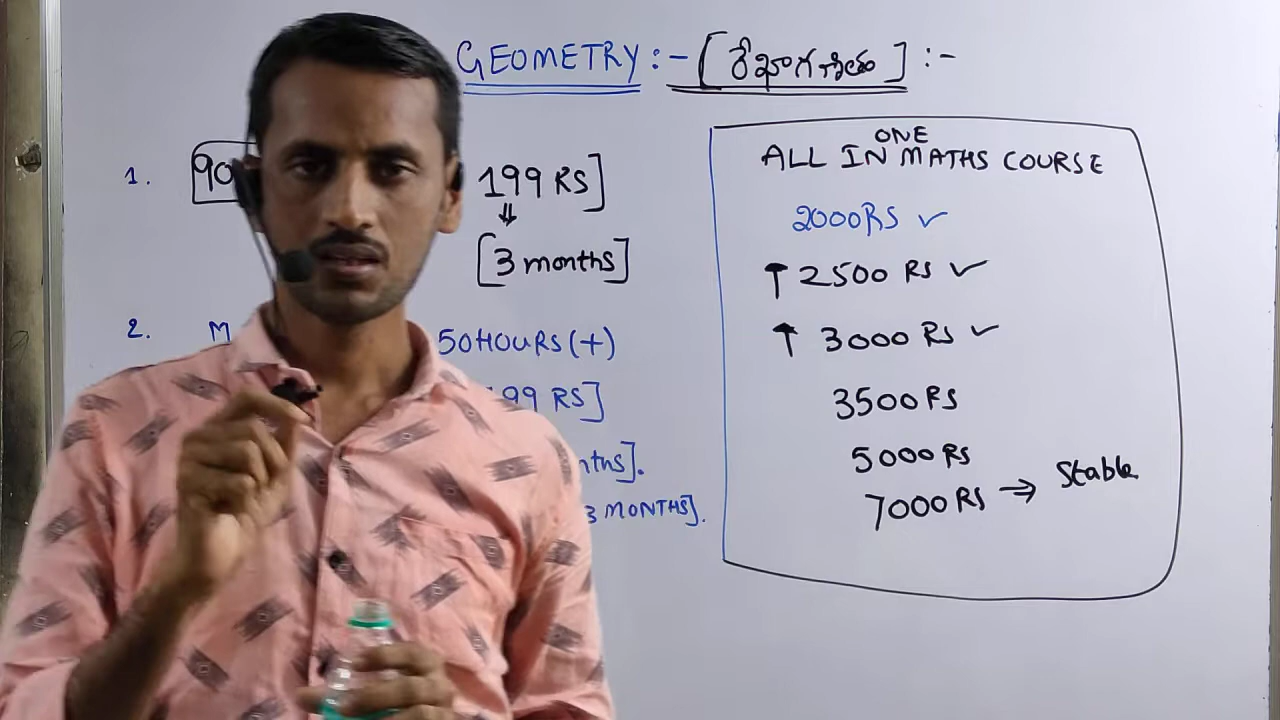 GEOMETRY :- [రేఖాగణితం] :-
1. 90 199 RS]
⇓
[3 months]
2. M 50 HOURS (+)
99 RS]
nths].
3 MONTHS].
ONE
ALL IN MATHS COURSE
2000RS ✓
↑ 2500 RS ✓
↑ 3000 RS ✓
3500 RS
5000 RS
7000 RS ⇒ Stable